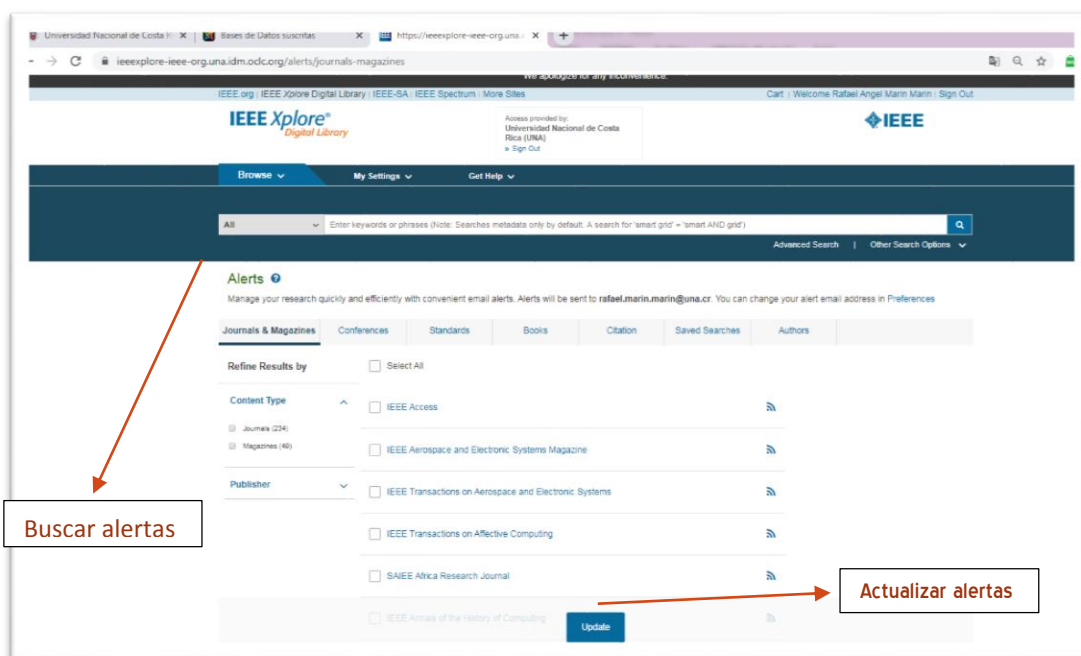 Universidad Nacional de Costa R
Bases de Datos suscritas
https://ieeexplore-ieee-org.una.
ieeexplore-ieee-org.una.idm.oclc.org/alerts/journals-magazines
We apologize for any inconvenience.
IEEE.org | IEEE Xplore Digital Library | IEEE-SA | IEEE Spectrum | More Sites
Cart | Welcome Rafael Angel Marin Marin | Sign Out
IEEE Xplore®
Digital Library
Access provided by:
Universidad Nacional de Costa
Rica (UNA)
» Sign Out
IEEE
Browse My Settings Get Help
All Enter keywords or phrases (Note: Searches metadata only by default. A search for 'smart grid' = 'smart AND grid')
Advanced Search | Other Search Options
Alerts ?
Manage your research quickly and efficiently with convenient email alerts. Alerts will be sent to rafael.marin.marin@una.cr. You can change your alert email address in Preferences
Journals & Magazines Conferences Standards Books Citation Saved Searches Authors
Refine Results by
Select All
Content Type
IEEE Access
Journals (234)
Magazines (40)
IEEE Aerospace and Electronic Systems Magazine
Publisher
IEEE Transactions on Aerospace and Electronic Systems
Buscar alertas
IEEE Transactions on Affective Computing
SAIEE Africa Research Journal
Actualizar alertas
IEEE Annals of the History of Computing
Update